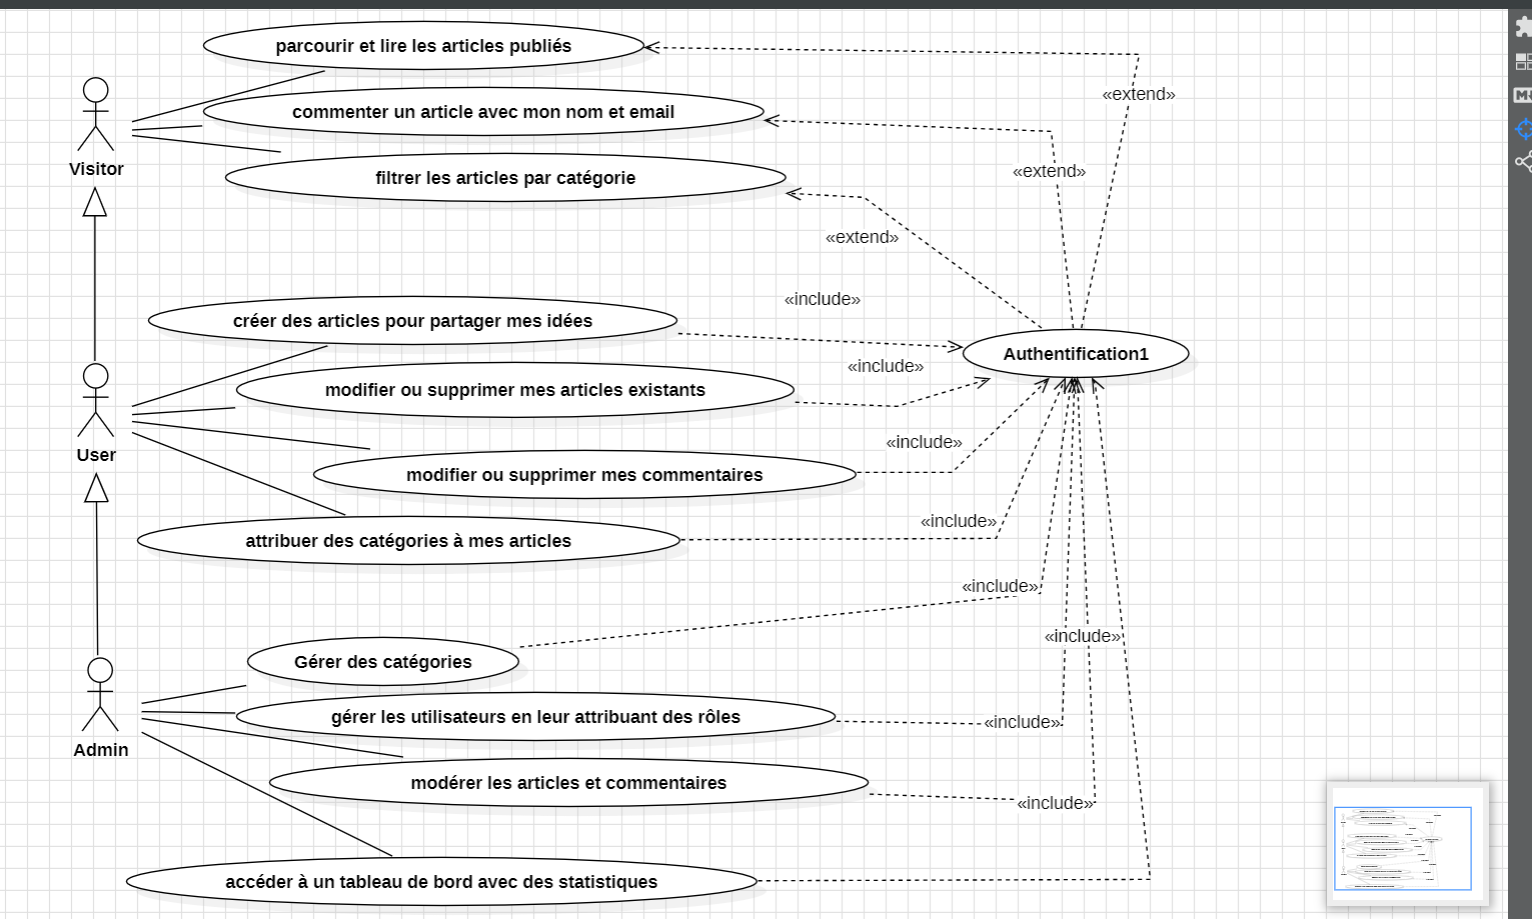 parcourir et lire les articles publiés
«extend»
commenter un article avec mon nom et email
Visitor
«extend»
filtrer les articles par catégorie
«extend»
«include»
créer des articles pour partager mes idées
Authentification1
«include»
modifier ou supprimer mes articles existants
«include»
User
modifier ou supprimer mes commentaires
«include»
attribuer des catégories à mes articles
«include»
«include»
Gérer des catégories
gérer les utilisateurs en leur attribuant des rôles
«include»
Admin
modérer les articles et commentaires
«include»
accéder à un tableau de bord avec des statistiques